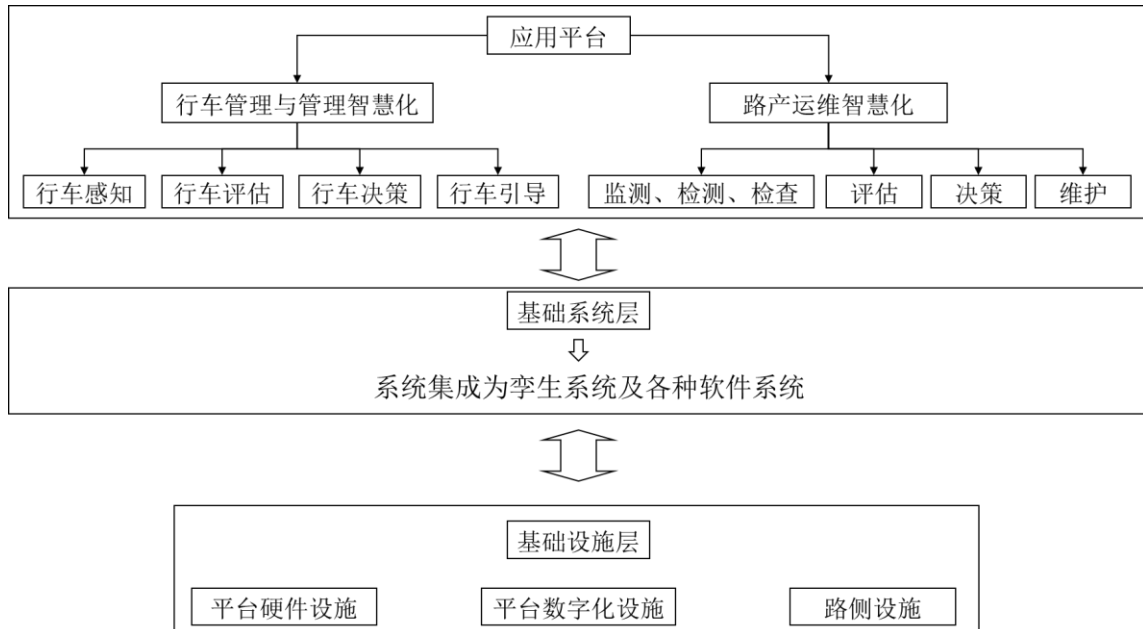 应用平台
行车管理与管理智慧化
路产运维智慧化
行车感知
行车评估
行车决策
行车引导
监测、检测、检查
评估
决策
维护
基础系统层
系统集成为孪生系统及各种软件系统
基础设施层
平台硬件设施
平台数字化设施
路侧设施